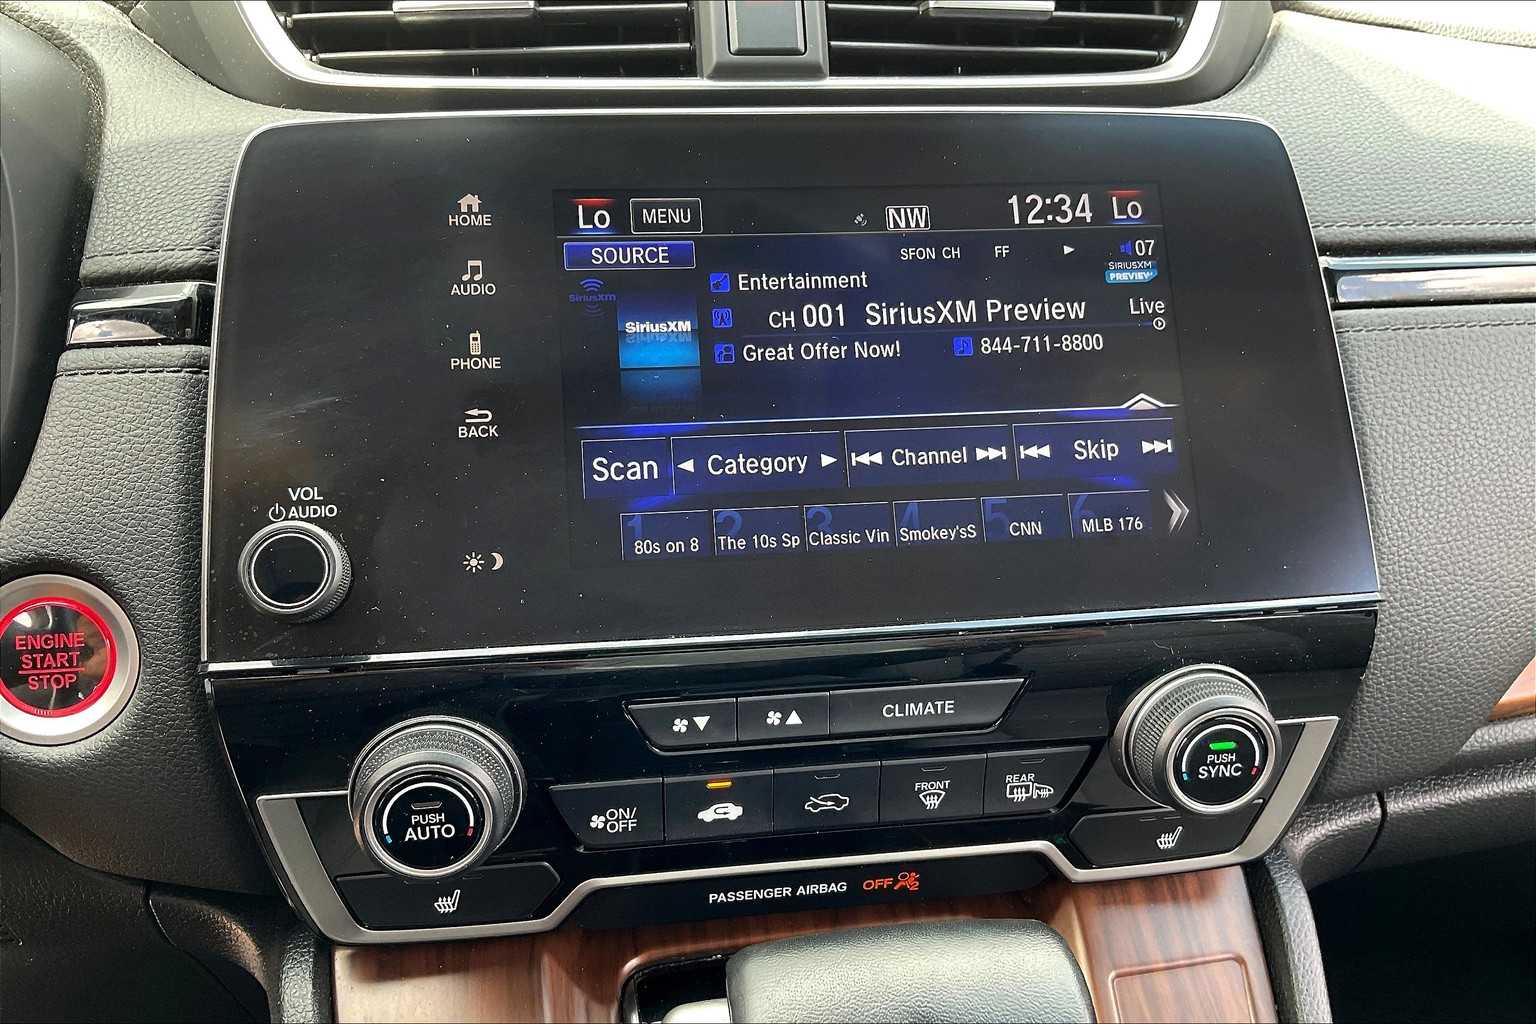 HOME
AUDIO
PHONE
BACK
VOL
AUDIO
Lo
MENU
NW
12:34
Lo
SOURCE
SFON CH
FF
07
SIRIUSXM
PREVIEW
SiriusXM
SiriusXM
Entertainment
CH 001 SiriusXM Preview
Live
Great Offer Now!
844-711-8800
Scan
Category
Channel
Skip
1 80s on 8
2 The 10s Sp
3 Classic Vin
4 Smokey'sS
5 CNN
6 MLB 176
ENGINE
START
STOP
CLIMATE
PUSH
AUTO
ON/
OFF
FRONT
REAR
PUSH
SYNC
PASSENGER AIRBAG OFF 2